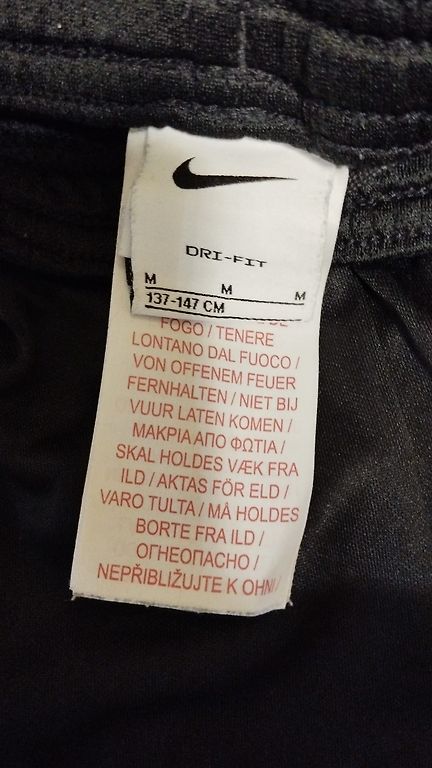 DRI-FIT
M M M
137-147 CM
FOGO / TENERE
LONTANO DAL FUOCO /
VON OFFENEM FEUER
FERNHALTEN / NIET BIJ
VUUR LATEN KOMEN /
ΜΑΚΡΙΑ ΑΠΟ ΦΩΤΙΑ /
SKAL HOLDES VÆK FRA
ILD / AKTAS FÖR ELD /
VARO TULTA / MÅ HOLDES
BORTE FRA ILD /
ОГНЕОПАСНО /
NEPŘIBLIŽUJTE K OHNI /